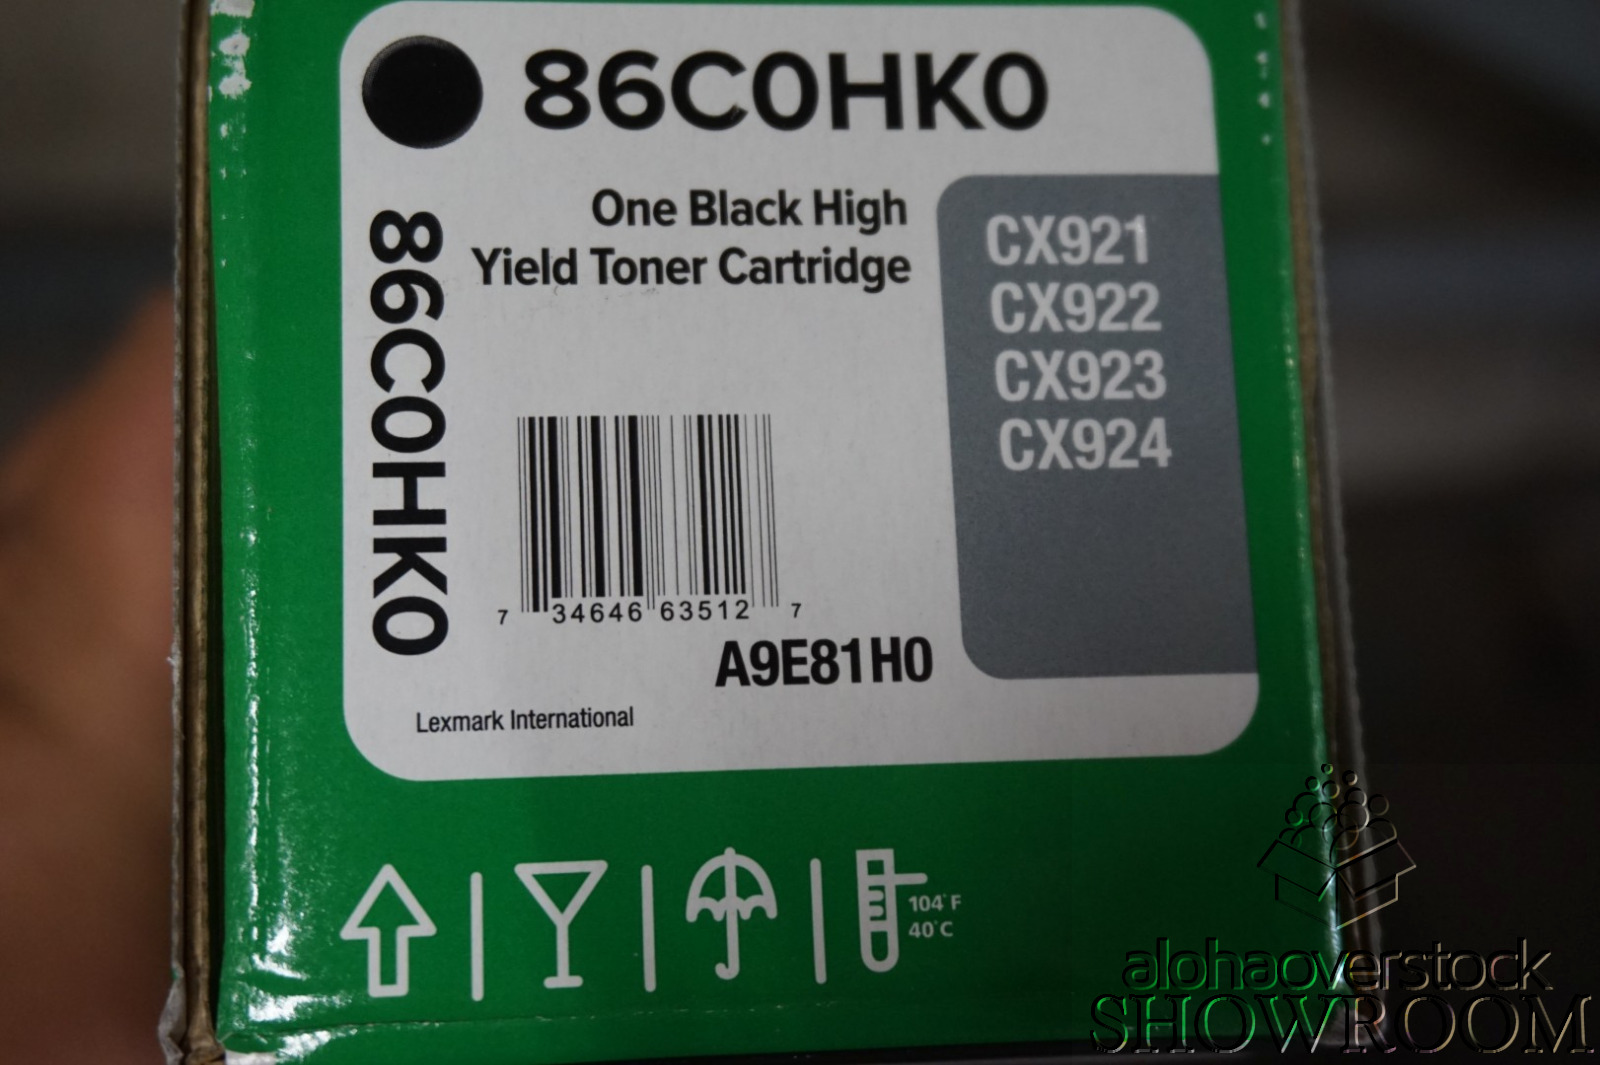 86C0HK0
86C0HK0
One Black High
Yield Toner Cartridge
CX921
CX922
CX923
CX924
7 34646 63512 7
A9E81H0
Lexmark International
104°F
40°C
alohaoverstock
SHOWROOM